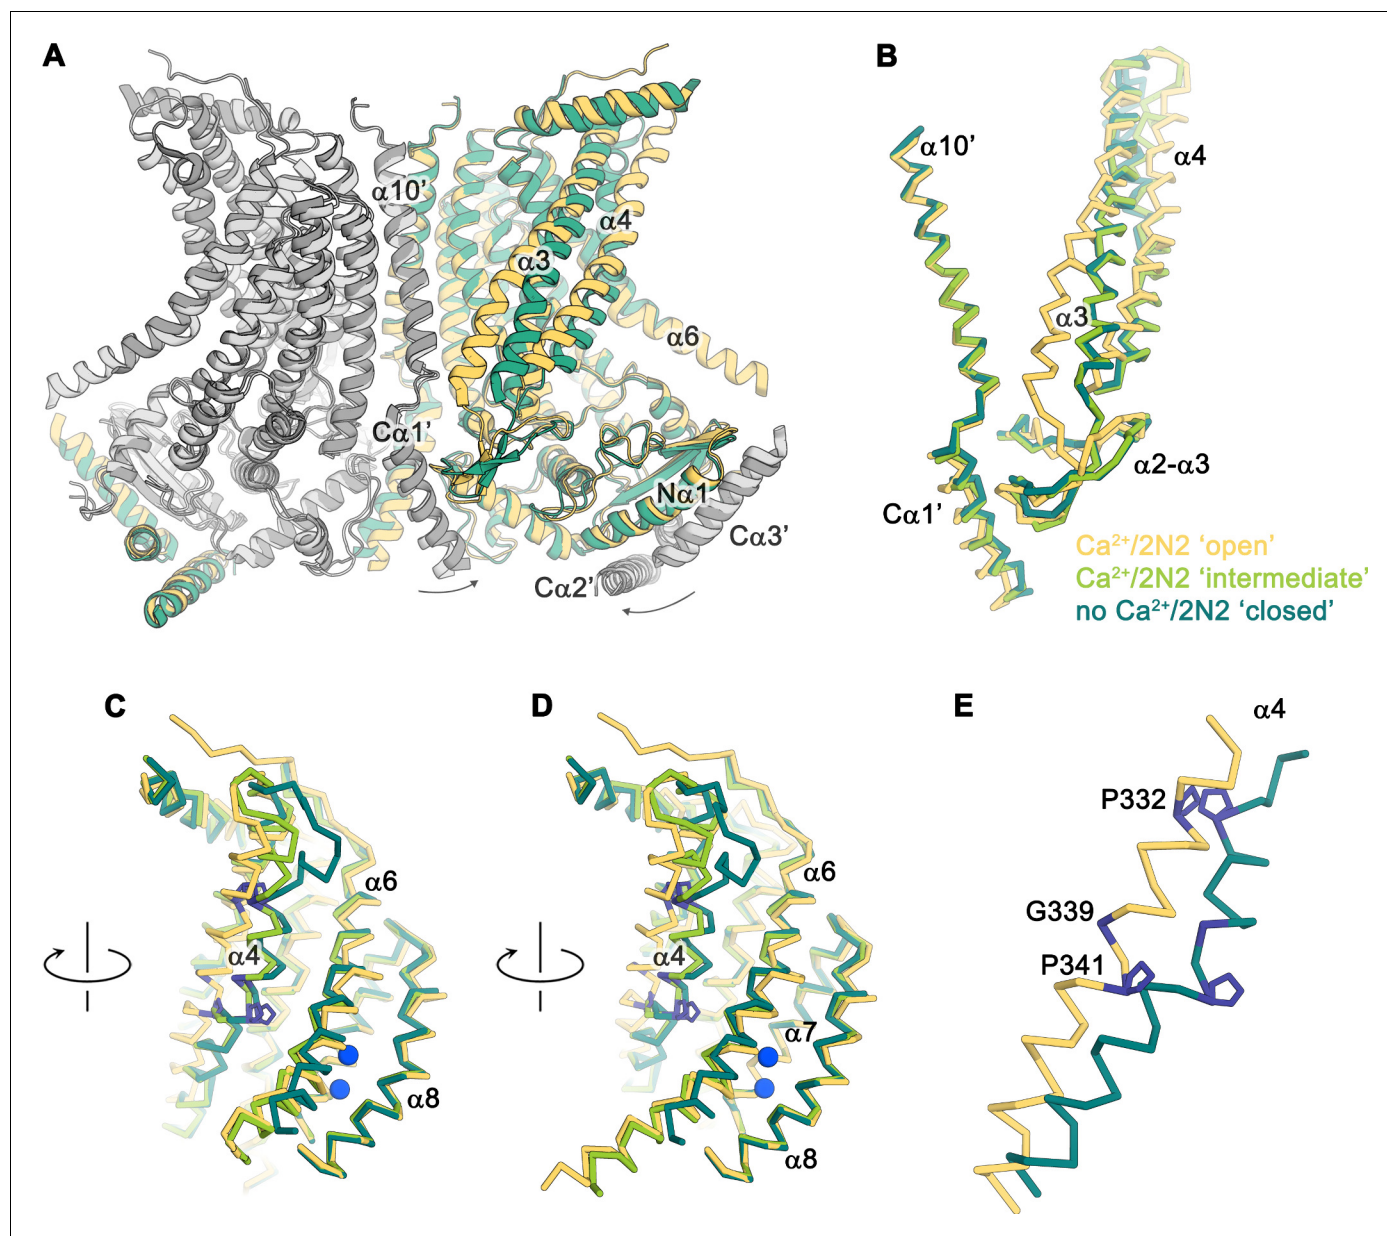 A
α10’
α4
α3
α6
Cα1’
Nα1
Cα3’
Cα2’
B
α10’
α4
α3
α2-α3
Cα1’
Ca²⁺/2N2 ‘open’
Ca²⁺/2N2 ‘intermediate’
no Ca²⁺/2N2 ‘closed’
C
α6
α4
α8
D
α6
α4
α7
α8
E
α4
P332
G339
P341